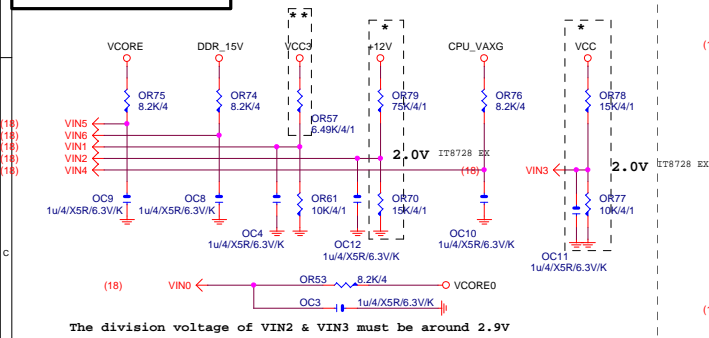 ** * *
VCORE DDR_15V VCC3 +12V CPU_VAXG VCC
OR75 OR74 OR79 OR76 OR78
8.2K/4 8.2K/4 75K/4/1 8.2K/4 15K/4/1
OR57
6.49K/4/1
(18) VIN5
(18) VIN6
(18) VIN1
(18) VIN2 2.0V IT8728 EX
(18) VIN4 (18) VIN3 2.0V IT8728 EX
OC9 OC8 OR61 OC12 OR70 OC10 OR77
1u/4/X5R/6.3V/K 1u/4/X5R/6.3V/K 10K/4/1 15K/4/1 10K/4/1
OC4
1u/4/X5R/6.3V/K 1u/4/X5R/6.3V/K 1u/4/X5R/6.3V/K
OC11
1u/4/X5R/6.3V/K
C
(18) VIN0 OR53 8.2K/4 VCORE0
OC3 1u/4/X5R/6.3V/K
The division voltage of VIN2 & VIN3 must be around 2.9V